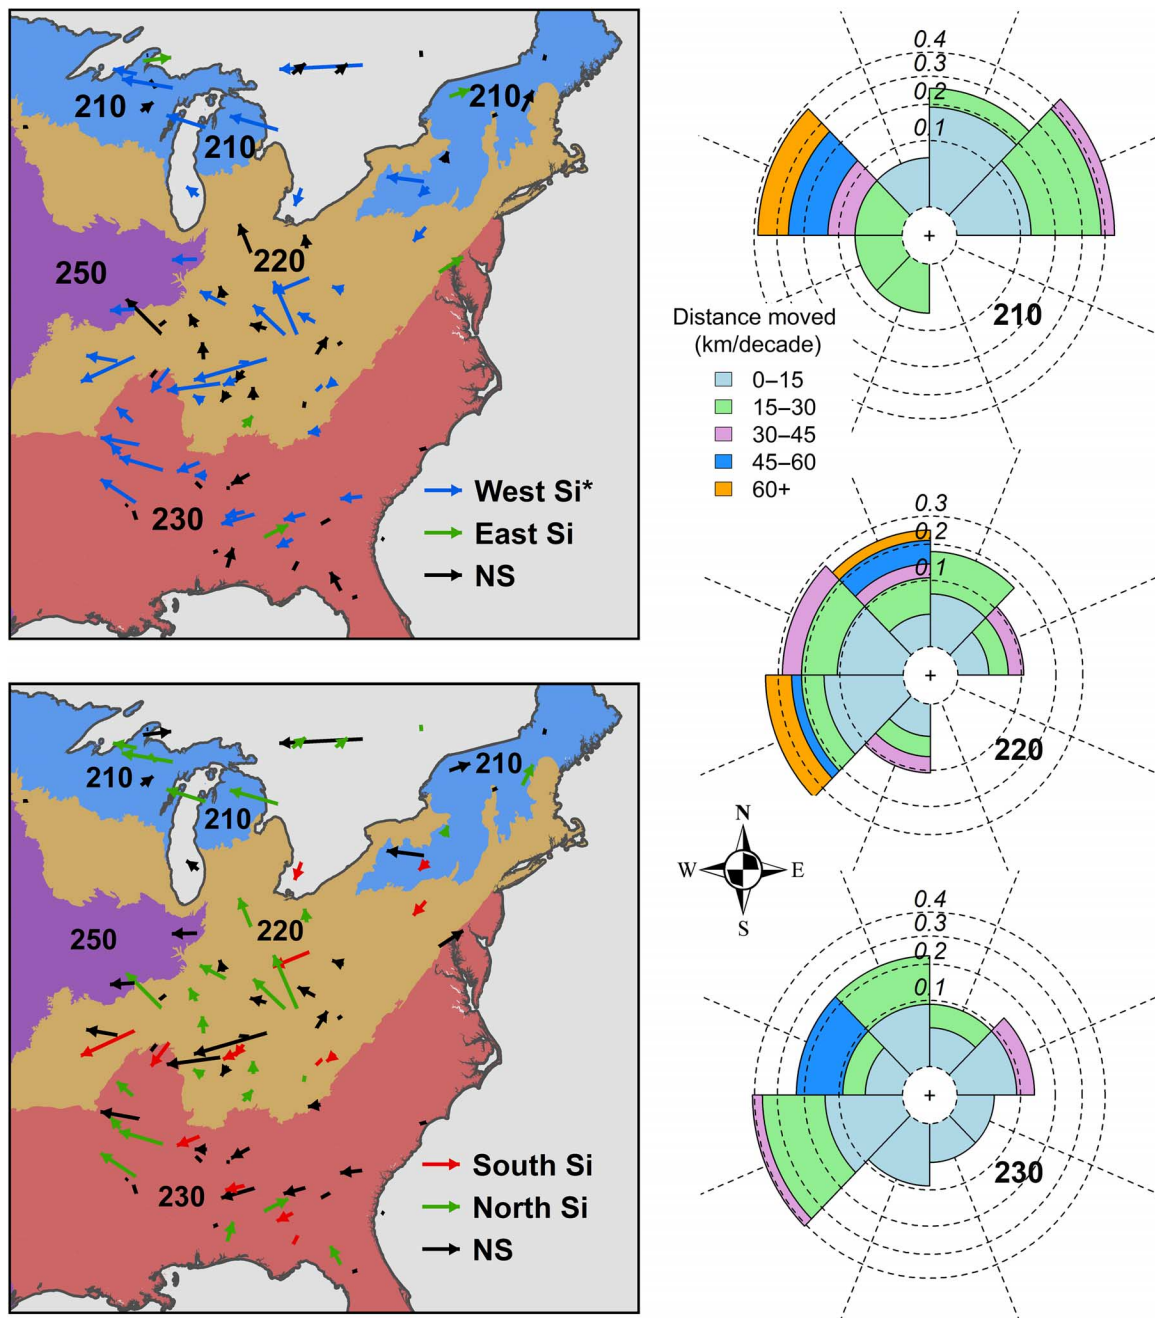 210
210
210
220
250
230
West Si*
East Si
NS
210
210
210
220
250
230
South Si
North Si
NS
0.4
0.3
0.2
0.1
210
Distance moved
(km/decade)
0–15
15–30
30–45
45–60
60+
0.3
0.2
0.1
220
N
W E
S
0.4
0.3
0.2
0.1
230